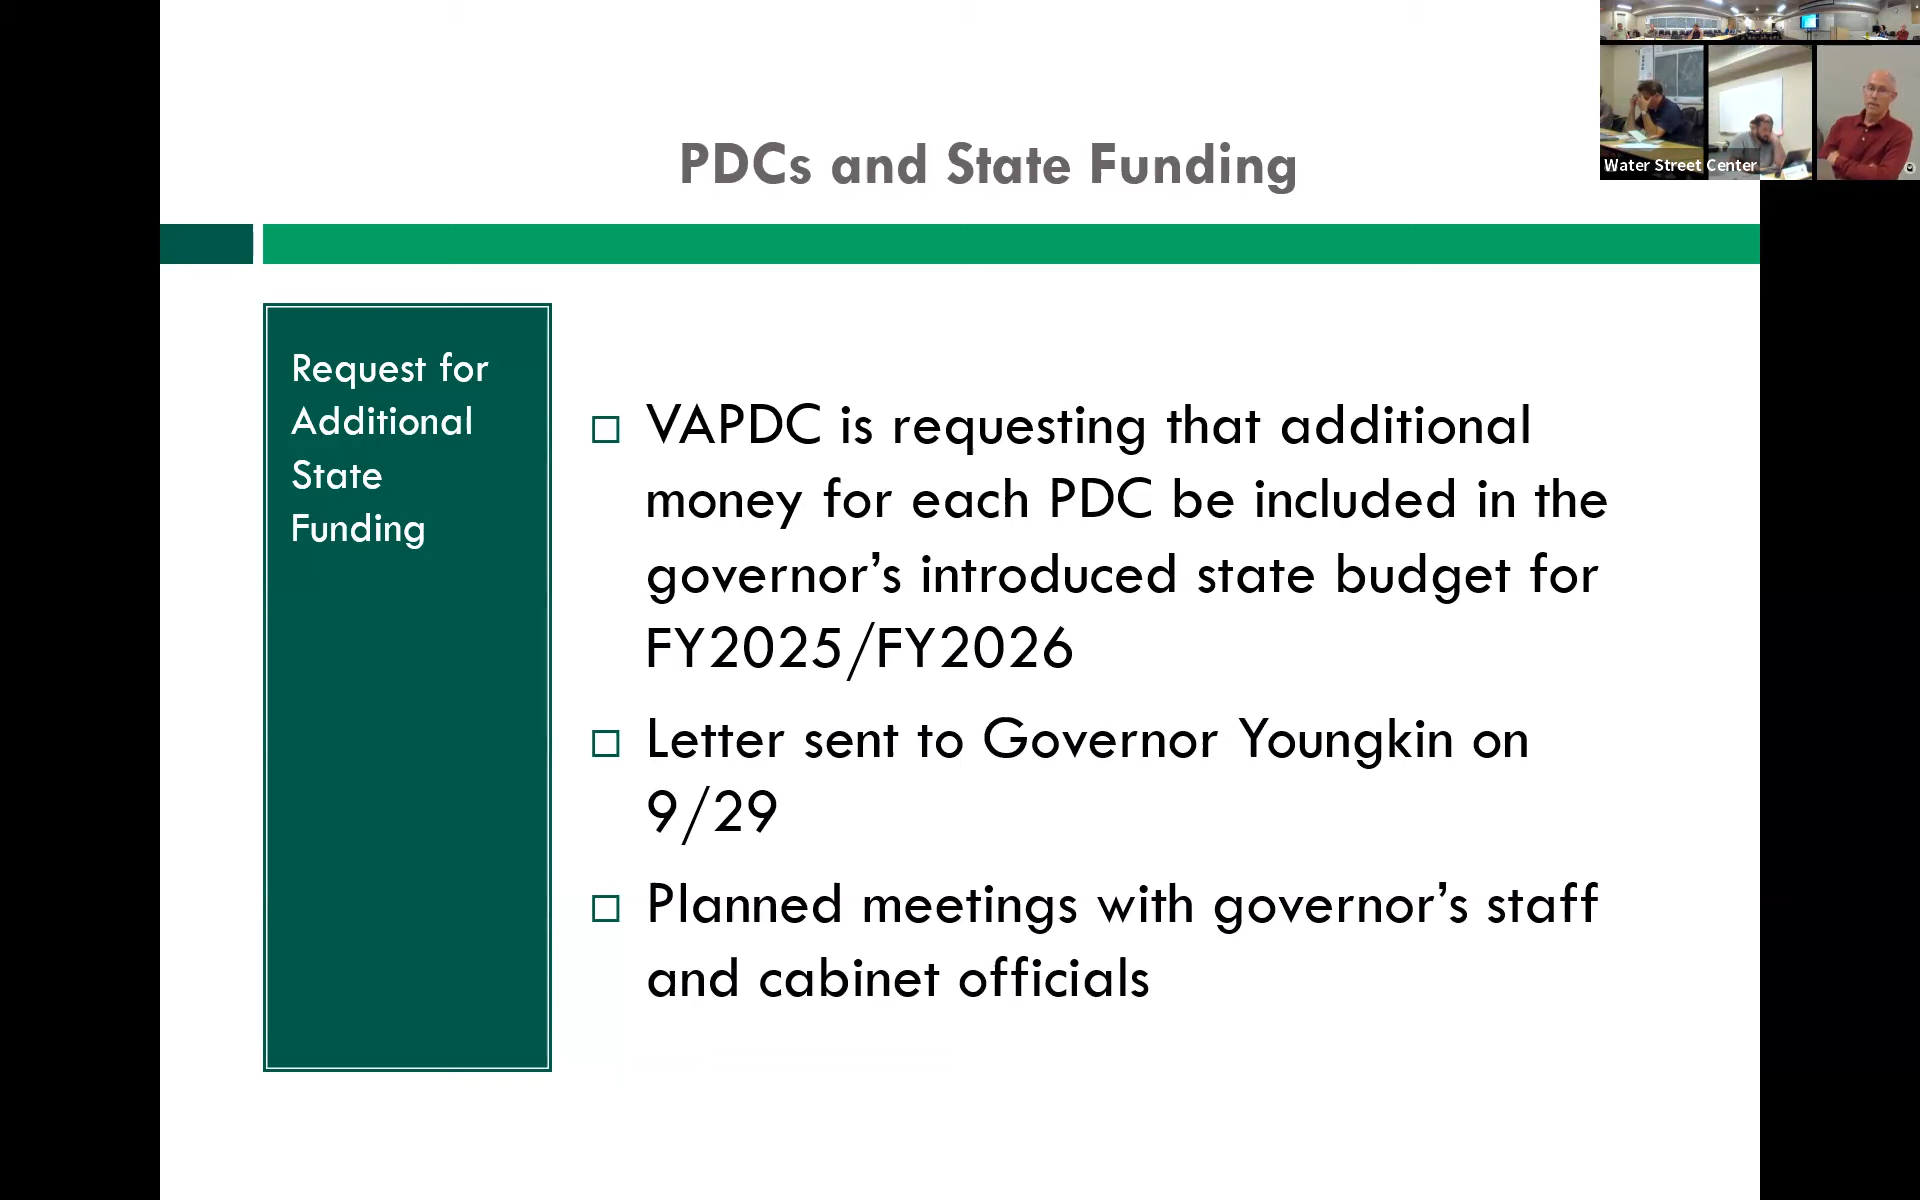 PDCs and State Funding
Water Street Center
Request for
Additional
State
Funding
VAPDC is requesting that additional
money for each PDC be included in the
governor’s introduced state budget for
FY2025/FY2026
Letter sent to Governor Youngkin on
9/29
Planned meetings with governor’s staff
and cabinet officials